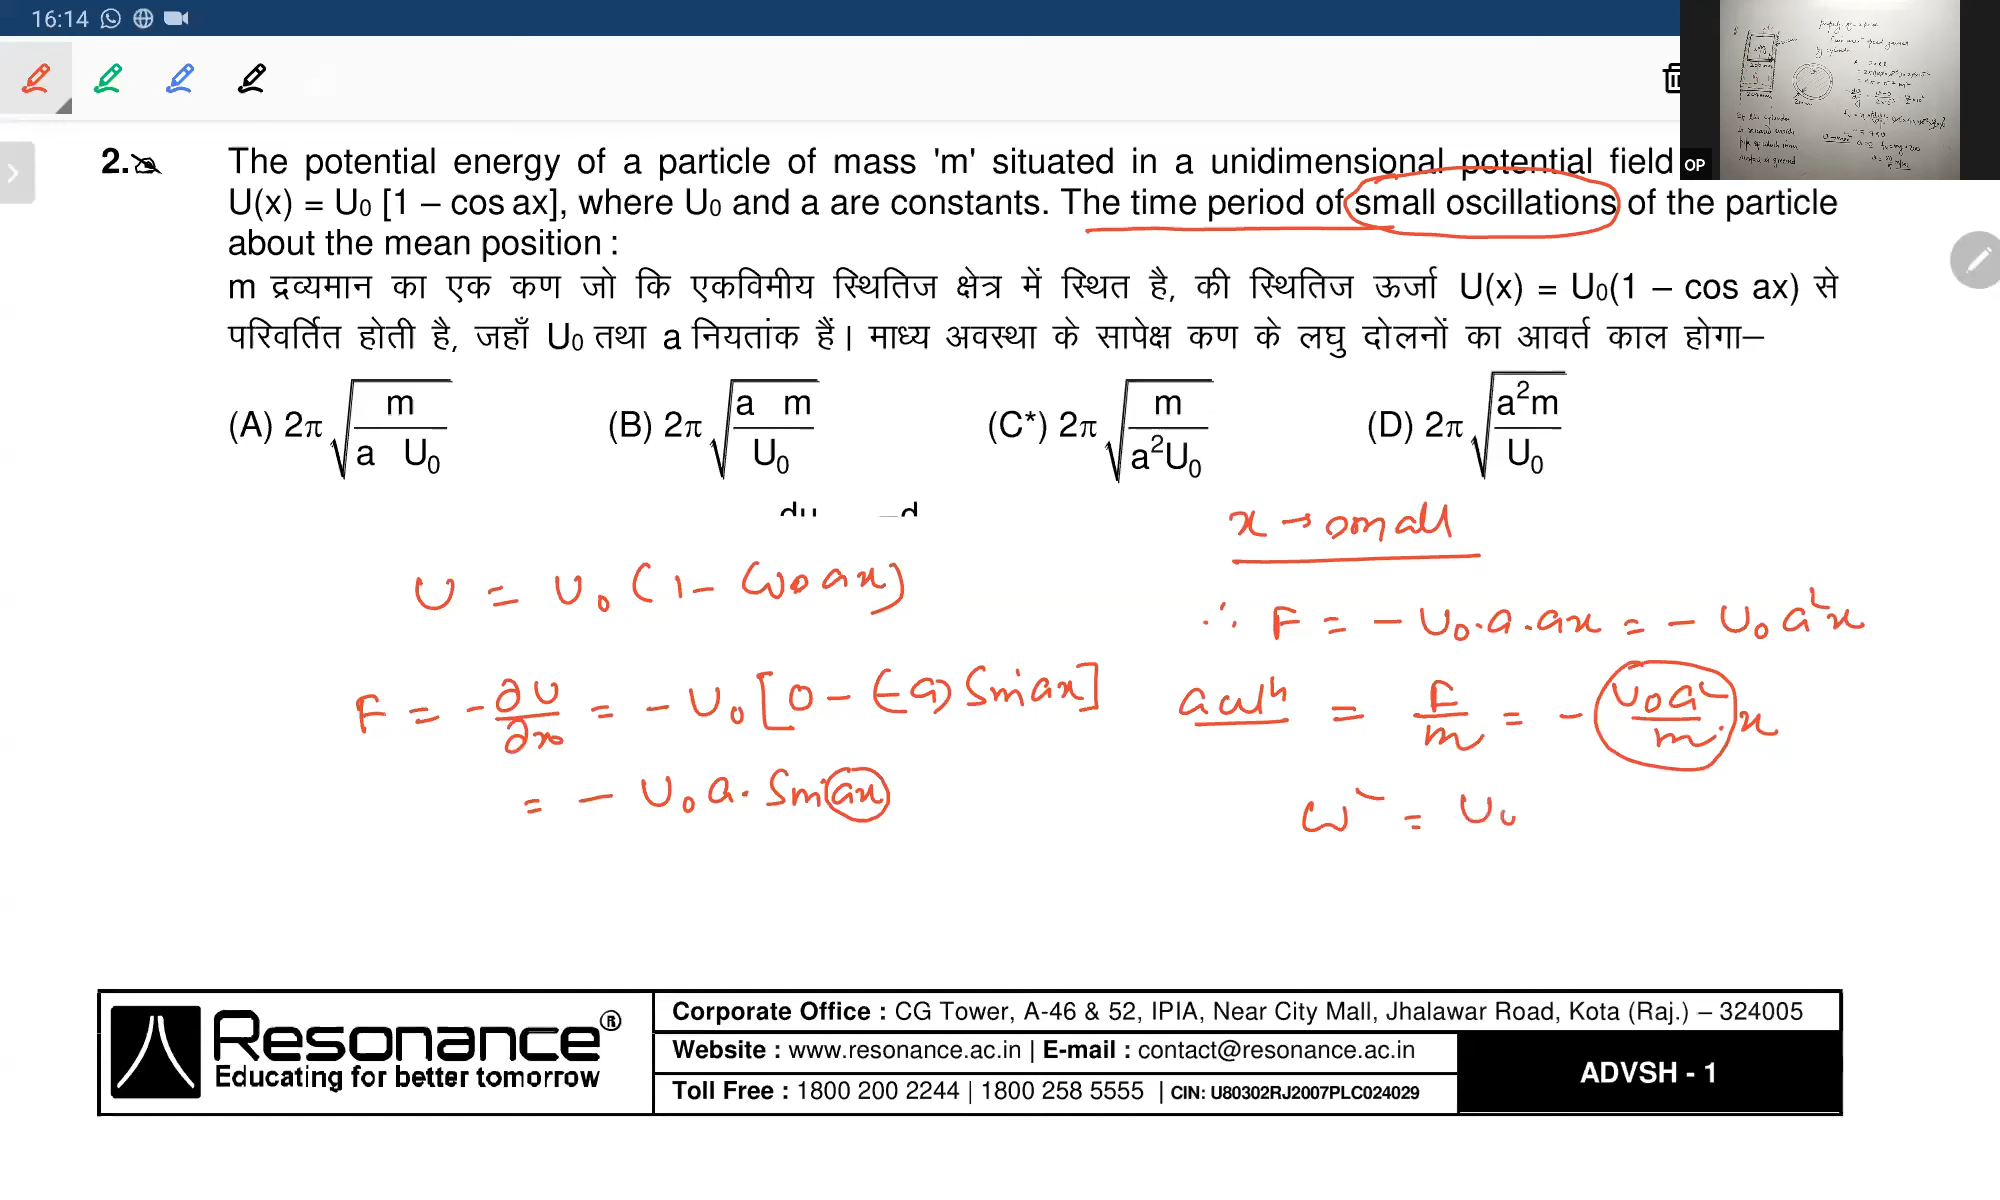 16:14
2. The potential energy of a particle of mass 'm' situated in a unidimensional potential field
U(x) = U₀ [1 – cos ax], where U₀ and a are constants. The time period of small oscillations of the particle
about the mean position :
m द्रव्यमान का एक कण जो कि एकविमीय स्थितिज क्षेत्र में स्थित है, की स्थितिज ऊर्जा U(x) = U₀(1 – cos ax) से
परिवर्तित होती है, जहाँ U₀ तथा a नियतांक हैं। माध्य अवस्था के सापेक्ष कण के लघु दोलनों का आवर्त काल होगा–
(A) 2π √(m / a U₀) (B) 2π √(a m / U₀) (C*) 2π √(m / a²U₀) (D) 2π √(a²m / U₀)
x → small
U = U₀ (1 - cos ax)
∴ F = - U₀ . a . ax = - U₀ a²x
F = - ∂U/∂x = - U₀ [0 - (-a) Sin ax]
accⁿ = F/m = - U₀a²/m . x
= - U₀ a . Sin ax
ω² = U₀
OP
Resonance®
Educating for better tomorrow
Corporate Office : CG Tower, A-46 & 52, IPIA, Near City Mall, Jhalawar Road, Kota (Raj.) – 324005
Website : www.resonance.ac.in | E-mail : contact@resonance.ac.in
Toll Free : 1800 200 2244 | 1800 258 5555 | CIN: U80302RJ2007PLC024029
ADVSH - 1